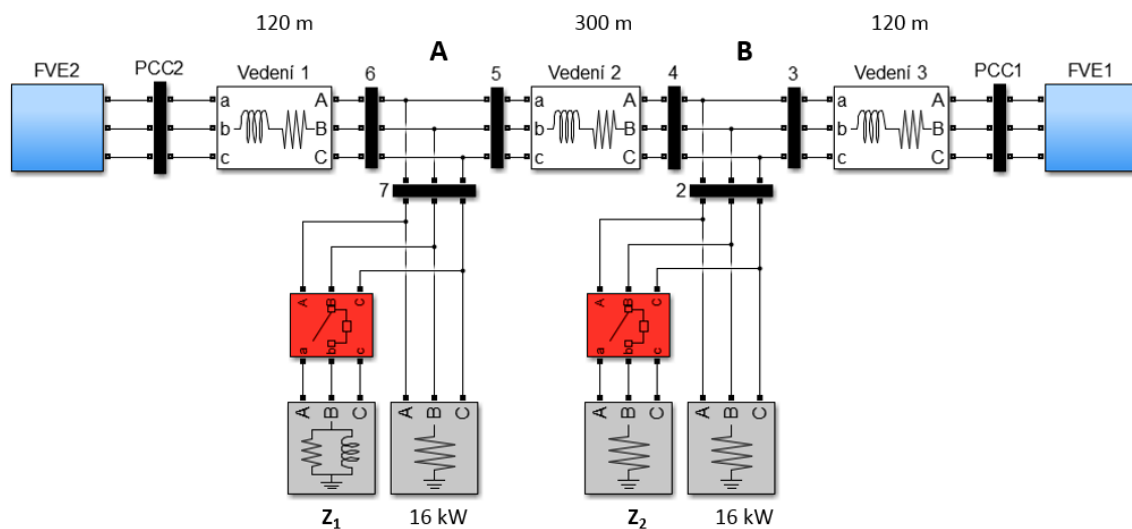 120 m 300 m 120 m
A B
FVE2 PCC2 Vedení 1 6 5 Vedení 2 4 3 Vedení 3 PCC1 FVE1
a A a A a A
b B b B b B
c C c C c C
7 2
A B C A B C
a b c a b c
A B C A B C A B C A B C
Z1 16 kW Z2 16 kW